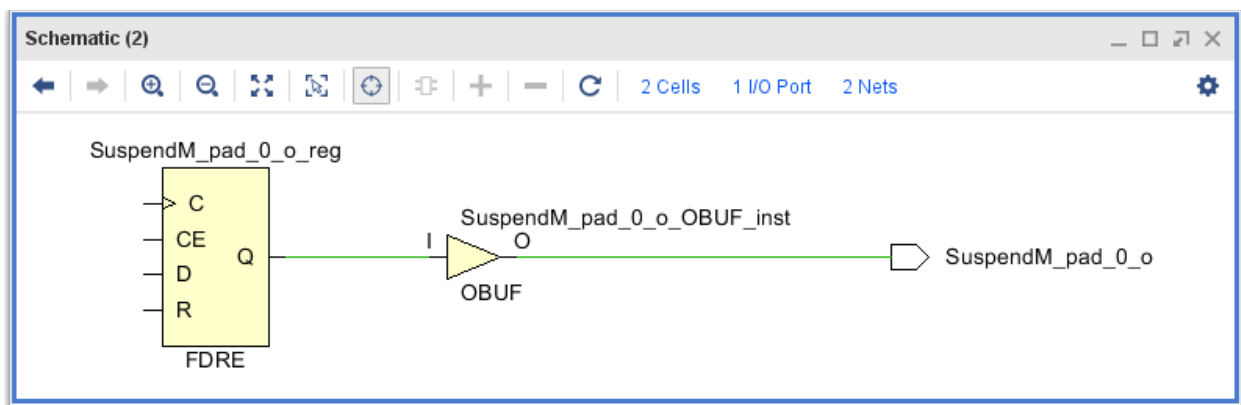 Schematic (2)
2 Cells 1 I/O Port 2 Nets
SuspendM_pad_0_o_reg
C
CE
D
R
Q
FDRE
SuspendM_pad_0_o_OBUF_inst
I
O
OBUF
SuspendM_pad_0_o